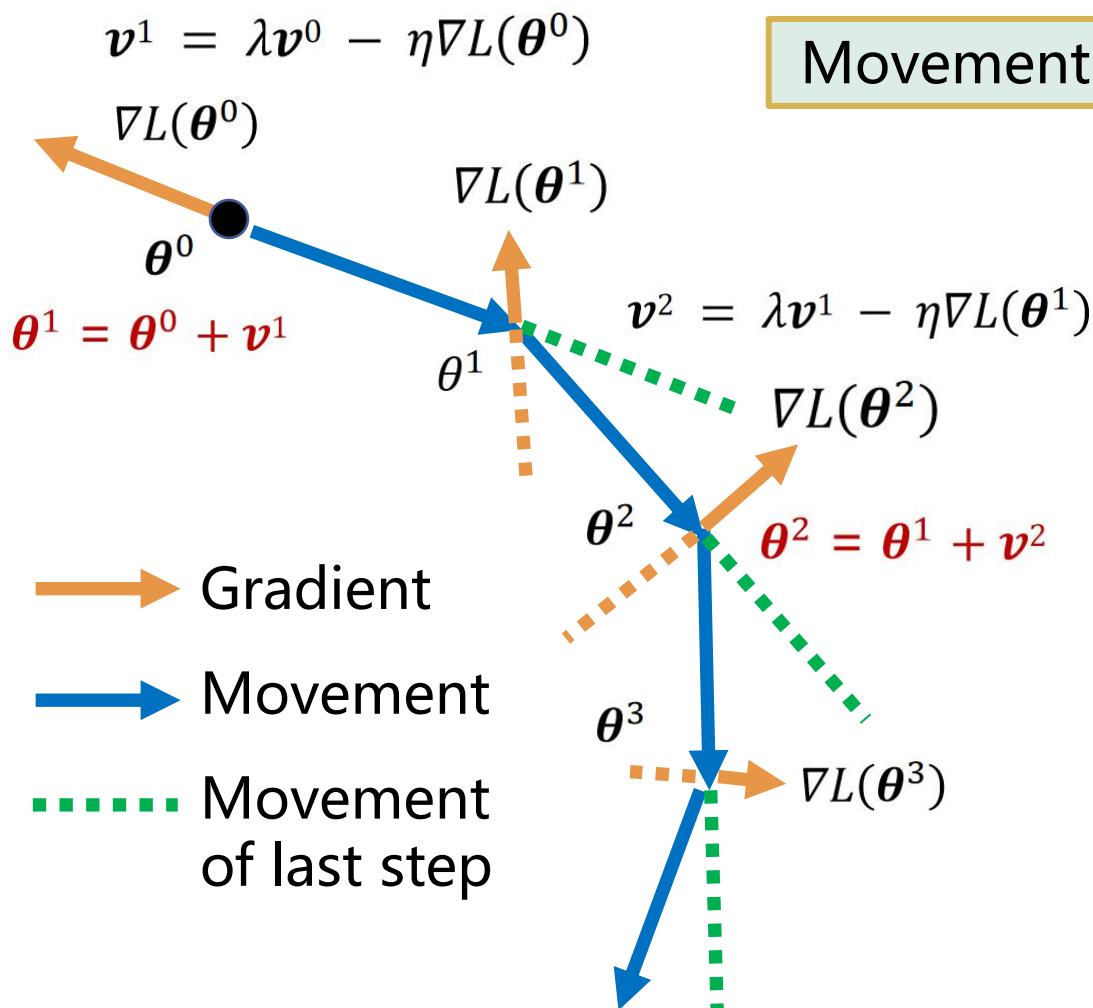 𝒗¹ = λ𝒗⁰ − η∇L(𝜽⁰)
Movement
∇L(𝜽⁰)
∇L(𝜽¹)
𝜽⁰
𝒗² = λ𝒗¹ − η∇L(𝜽¹)
𝜽¹ = 𝜽⁰ + 𝒗¹
θ¹
∇L(𝜽²)
𝜽²
𝜽² = 𝜽¹ + 𝒗²
Gradient
Movement
𝜽³
∇L(𝜽³)
Movement
of last step